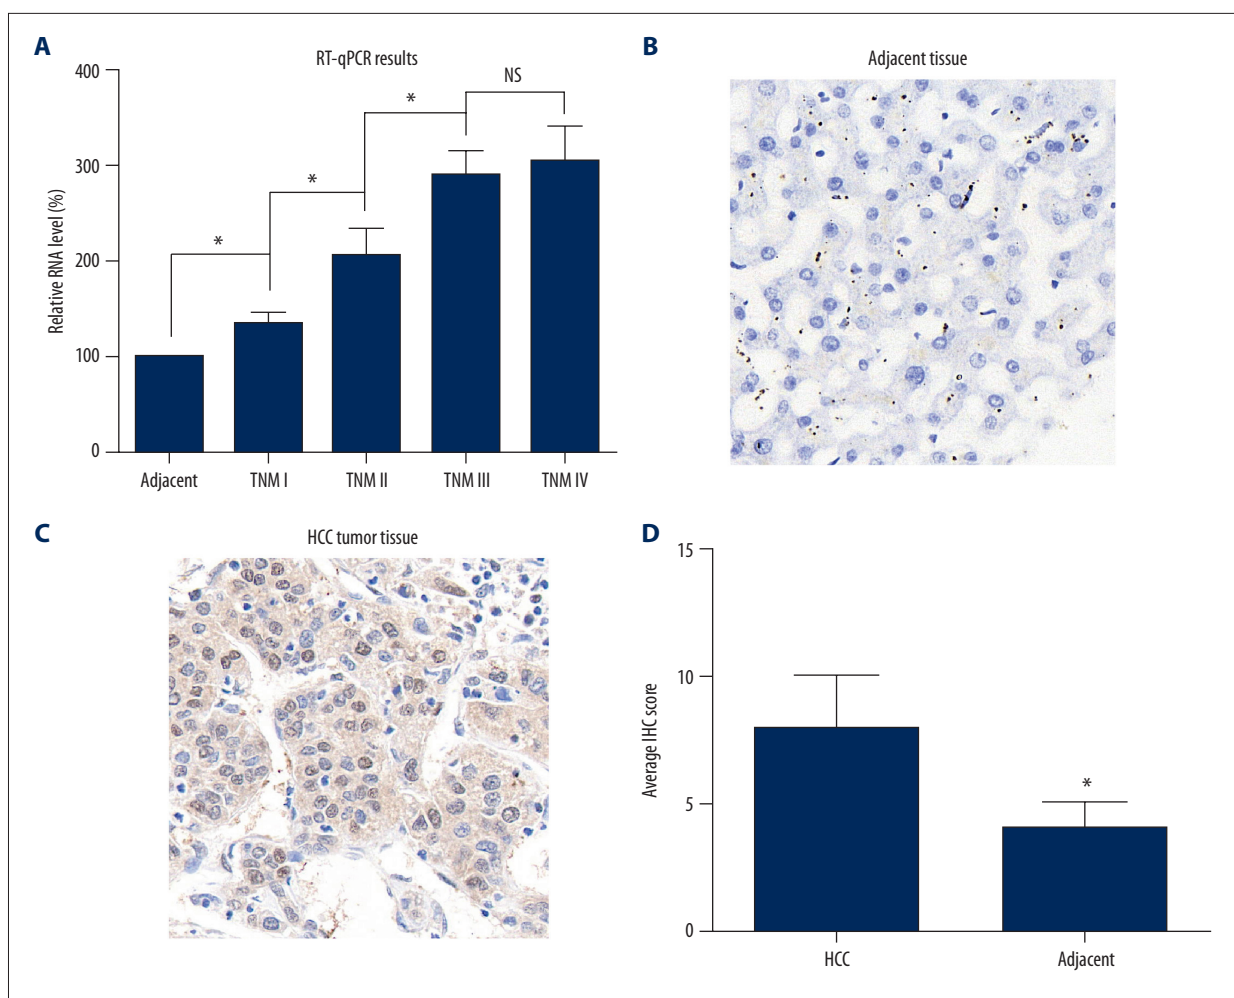 A
RT-qPCR results
Relative RNA level (%)
400
300
200
100
0
*
*
*
NS
Adjacent
TNM I
TNM II
TNM III
TNM IV
B
Adjacent tissue
C
HCC tumor tissue
D
Average IHC score
15
10
5
0
*
HCC
Adjacent